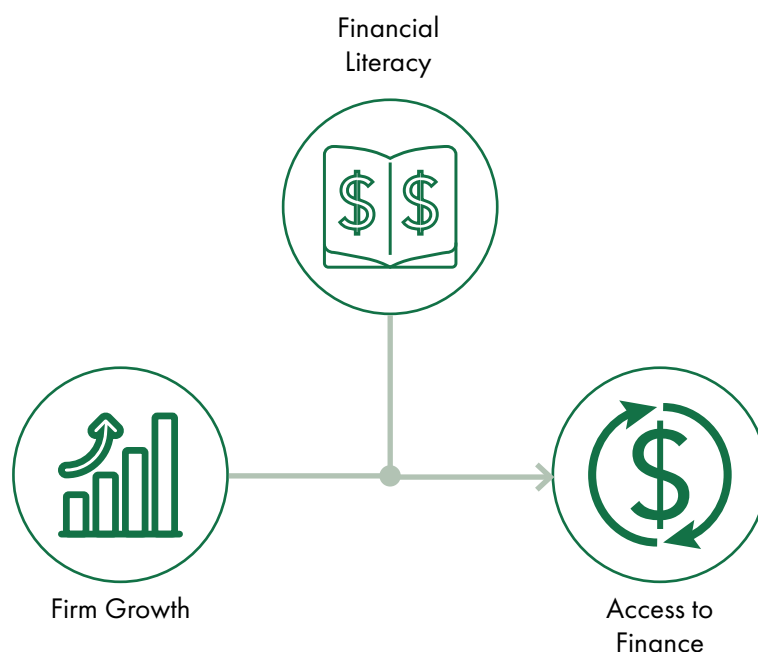 Financial
Literacy
Firm Growth
Access to
Finance